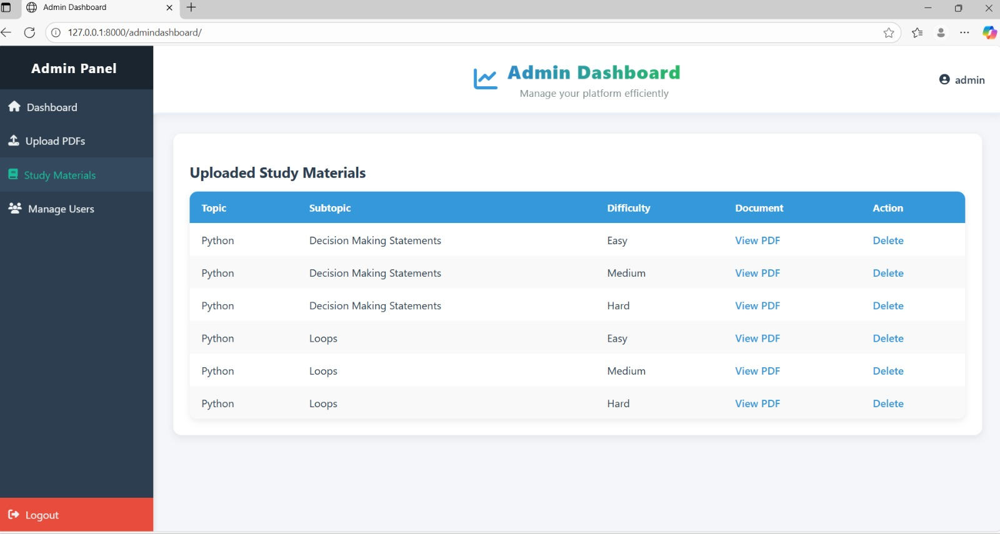 Admin Dashboard
127.0.0.1:8000/admindashboard/
Admin Panel
Dashboard
Upload PDFs
Study Materials
Manage Users
Logout
Admin Dashboard
Manage your platform efficiently
admin
Uploaded Study Materials
Topic Subtopic Difficulty Document Action
Python Decision Making Statements Easy View PDF Delete
Python Decision Making Statements Medium View PDF Delete
Python Decision Making Statements Hard View PDF Delete
Python Loops Easy View PDF Delete
Python Loops Medium View PDF Delete
Python Loops Hard View PDF Delete